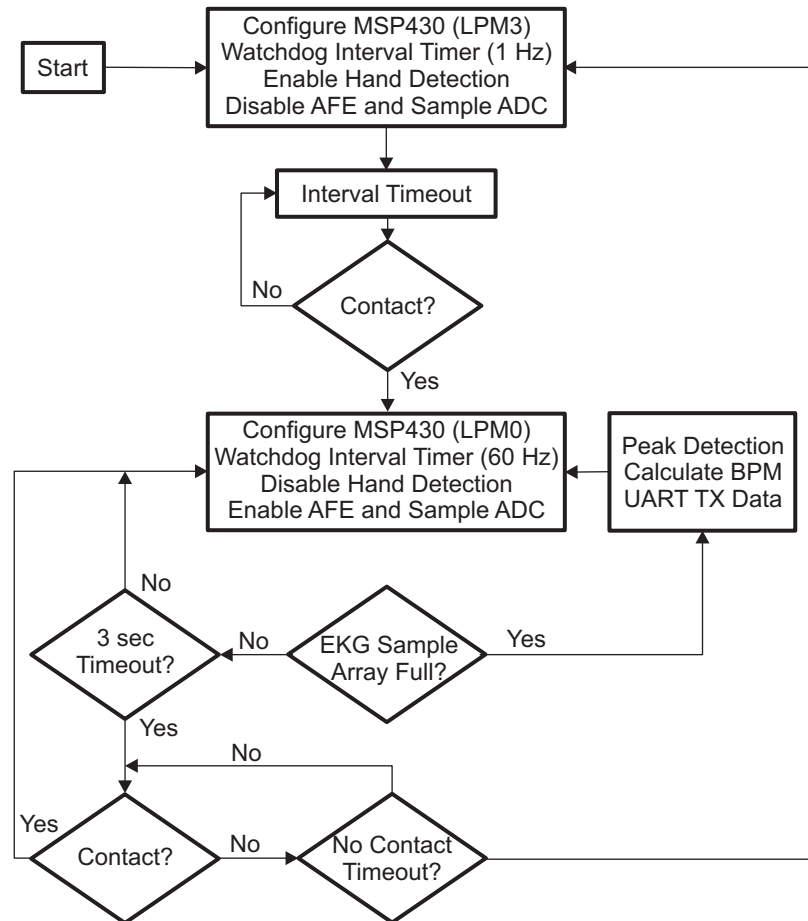 Start
Configure MSP430 (LPM3)
Watchdog Interval Timer (1 Hz)
Enable Hand Detection
Disable AFE and Sample ADC
Interval Timeout
No
Contact?
Yes
Configure MSP430 (LPM0)
Watchdog Interval Timer (60 Hz)
Disable Hand Detection
Enable AFE and Sample ADC
Peak Detection
Calculate BPM
UART TX Data
No
3 sec
Timeout?
No
EKG Sample
Array Full?
Yes
Yes
No
Yes
Contact?
No
No Contact
Timeout?